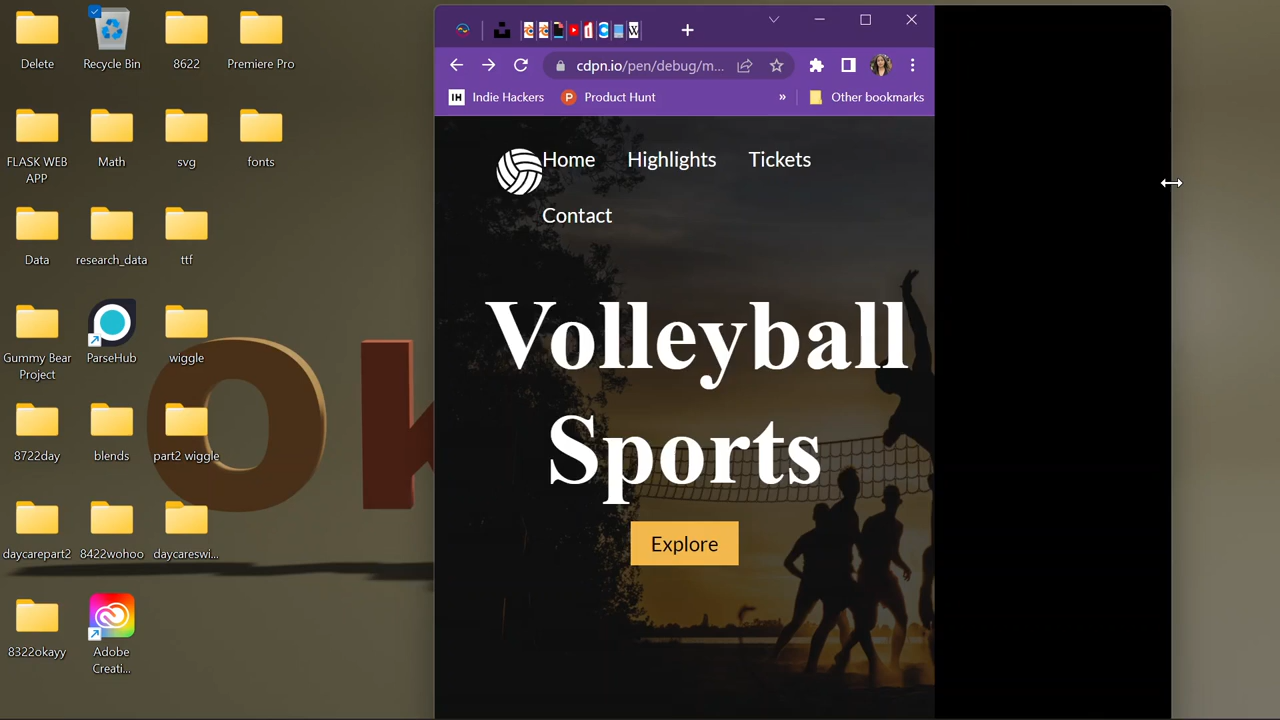 Delete
Recycle Bin
8622
Premiere Pro
FLASK WEB
APP
Math
svg
fonts
Data
research_data
ttf
Gummy Bear
Project
ParseHub
wiggle
8722day
blends
part2 wiggle
daycarepart2
8422wohoo
daycareswi...
8322okayy
Adobe
Creati...
OK
cdpn.io/pen/debug/m...
IH Indie Hackers
P Product Hunt
»
Other bookmarks
Home Highlights Tickets
Contact
Volleyball
Sports
Explore